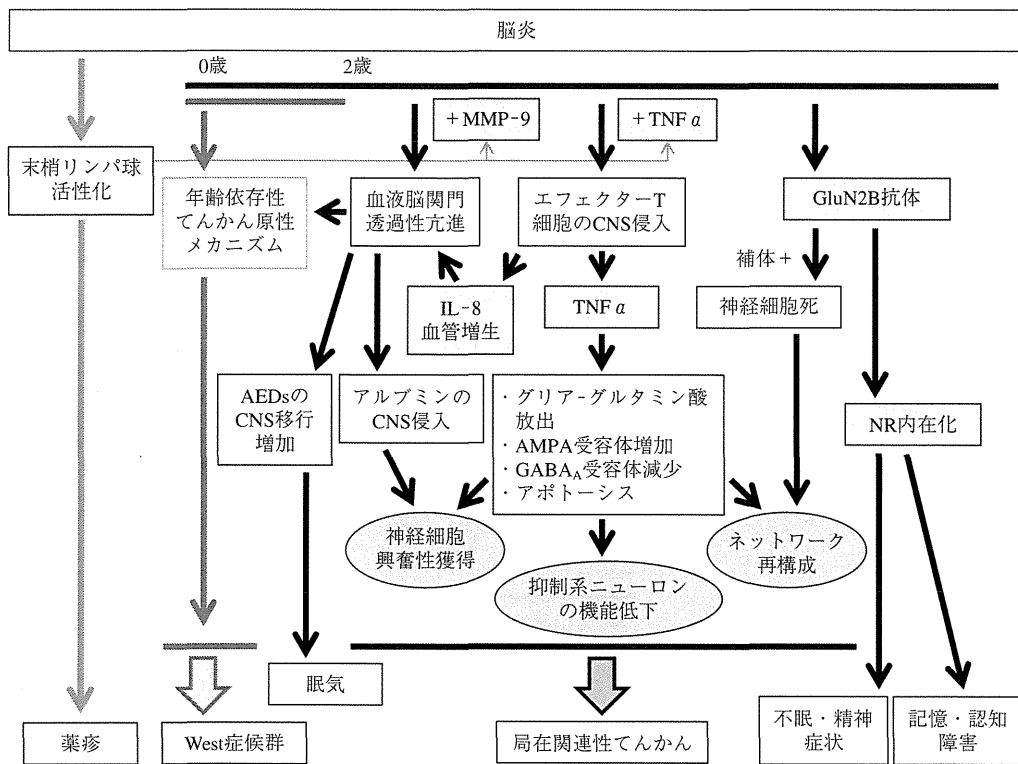 脳炎
0歳
2歳
+MMP-9
+TNFα
末梢リンパ球
活性化
年齢依存性
てんかん原性
メカニズム
血液脳関門
透過性亢進
エフェクターT
細胞のCNS侵入
GluN2B抗体
補体+
IL-8
血管増生
TNFα
神経細胞死
AEDsの
CNS移行
増加
アルブミンの
CNS侵入
・グリア-グルタミン酸
放出
・AMPA受容体増加
・GABAA受容体減少
・アポトーシス
NR内在化
神経細胞
興奮性獲得
ネットワーク
再構成
抑制系ニューロン
の機能低下
眠気
薬疹
West症候群
局在関連性てんかん
不眠・精神
症状
記憶・認知
障害